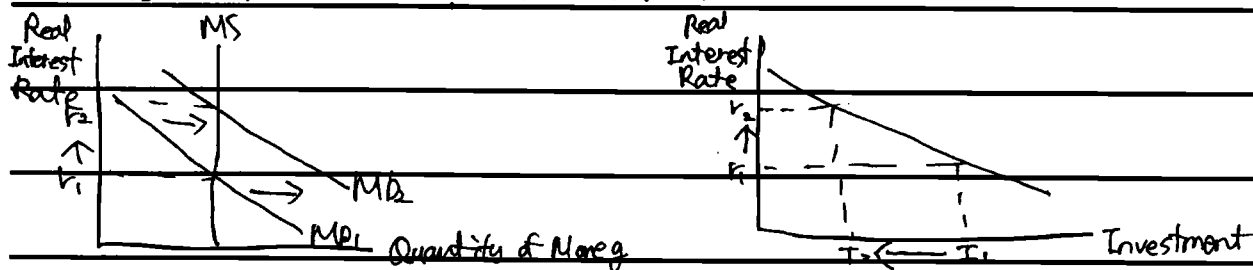 Real
Interest
Rate
MS
r₂
↑
r₁
→
→
MD₂
MD₁
Quantity of Money
Real
Interest
Rate
r₂
↑
r₁
I₂ ← I₁
Investment